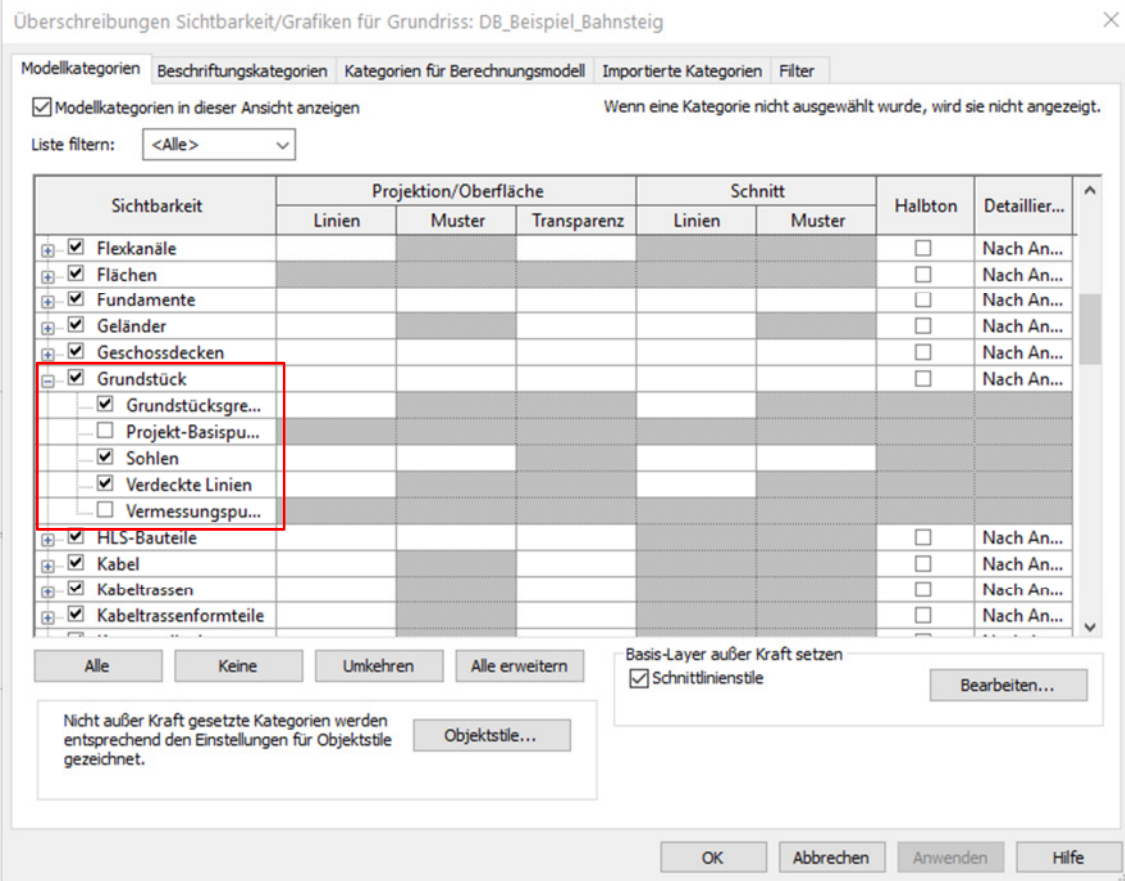 Überschreibungen Sichtbarkeit/Grafiken für Grundriss: DB_Beispiel_Bahnsteig
Modellkategorien Beschriftungskategorien Kategorien für Berechnungsmodell Importierte Kategorien Filter
Modellkategorien in dieser Ansicht anzeigen Wenn eine Kategorie nicht ausgewählt wurde, wird sie nicht angezeigt.
Liste filtern: <Alle>
Sichtbarkeit Projektion/Oberfläche Schnitt Halbton Detaillier...
Linien Muster Transparenz Linien Muster
Flexkanäle Nach An...
Flächen Nach An...
Fundamente Nach An...
Geländer Nach An...
Geschossdecken Nach An...
Grundstück Nach An...
Grundstücksgre...
Projekt-Basispu...
Sohlen
Verdeckte Linien
Vermessungspu...
HLS-Bauteile Nach An...
Kabel Nach An...
Kabeltrassen Nach An...
Kabeltrassenformteile Nach An...
Alle Keine Umkehren Alle erweitern
Basis-Layer außer Kraft setzen
Schnittlinienstile
Bearbeiten...
Nicht außer Kraft gesetzte Kategorien werden
entsprechend den Einstellungen für Objektstile
gezeichnet.
Objektstile...
OK Abbrechen Anwenden Hilfe